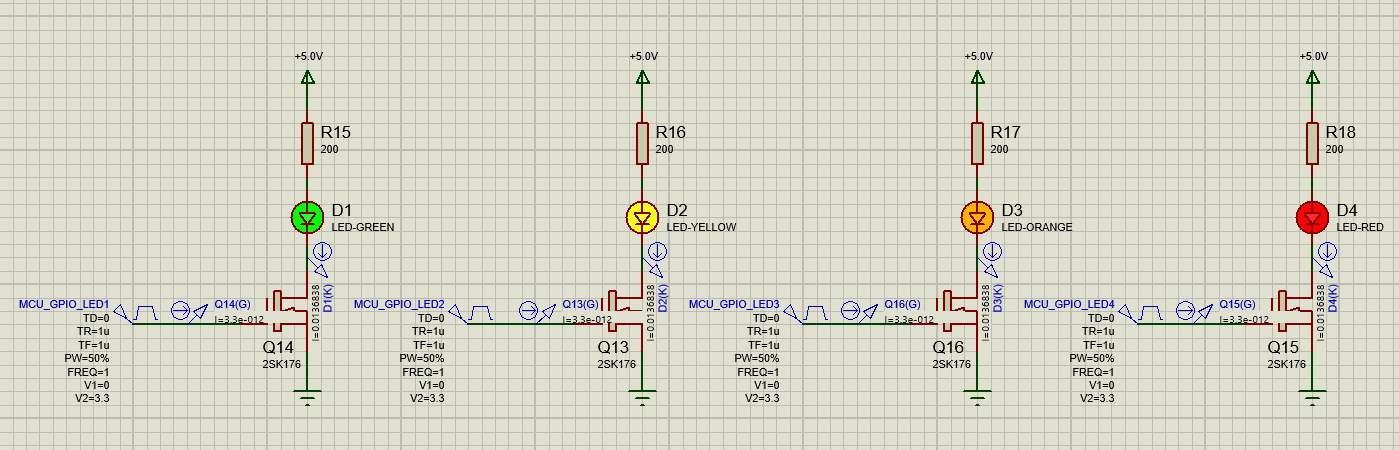 +5.0V
R15
200
D1
LED-GREEN
D1(K)
I=0.0136838
MCU_GPIO_LED1
TD=0
TR=1u
TF=1u
PW=50%
FREQ=1
V1=0
V2=3.3
Q14(G)
I=3.3e-012
Q14
2SK176
+5.0V
R16
200
D2
LED-YELLOW
D2(K)
I=0.0136838
MCU_GPIO_LED2
TD=0
TR=1u
TF=1u
PW=50%
FREQ=1
V1=0
V2=3.3
Q13(G)
I=3.3e-012
Q13
2SK176
+5.0V
R17
200
D3
LED-ORANGE
D3(K)
I=0.0136838
MCU_GPIO_LED3
TD=0
TR=1u
TF=1u
PW=50%
FREQ=1
V1=0
V2=3.3
Q16(G)
I=3.3e-012
Q16
2SK176
+5.0V
R18
200
D4
LED-RED
D4(K)
I=0.0136838
MCU_GPIO_LED4
TD=0
TR=1u
TF=1u
PW=50%
FREQ=1
V1=0
V2=3.3
Q15(G)
I=3.3e-012
Q15
2SK176